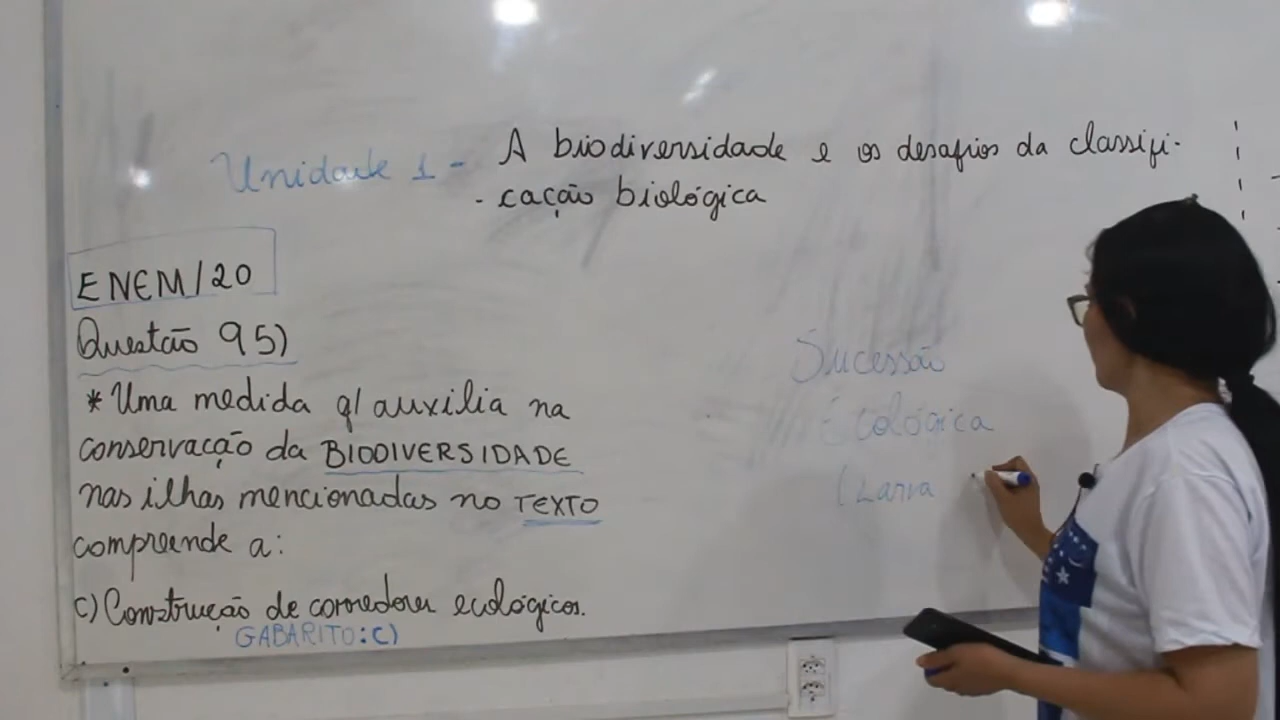 Unidade 1 - A biodiversidade e os desafios da classifi-
- cação biológica
ENEM/20
Questão 95)
* Uma medida q/ auxilia na
conservação da BIODIVERSIDADE
nas ilhas mencionadas no TEXTO
compreende a:
c) Construção de corredores ecológicos.
GABARITO: C)
Sucessão
Ecológica